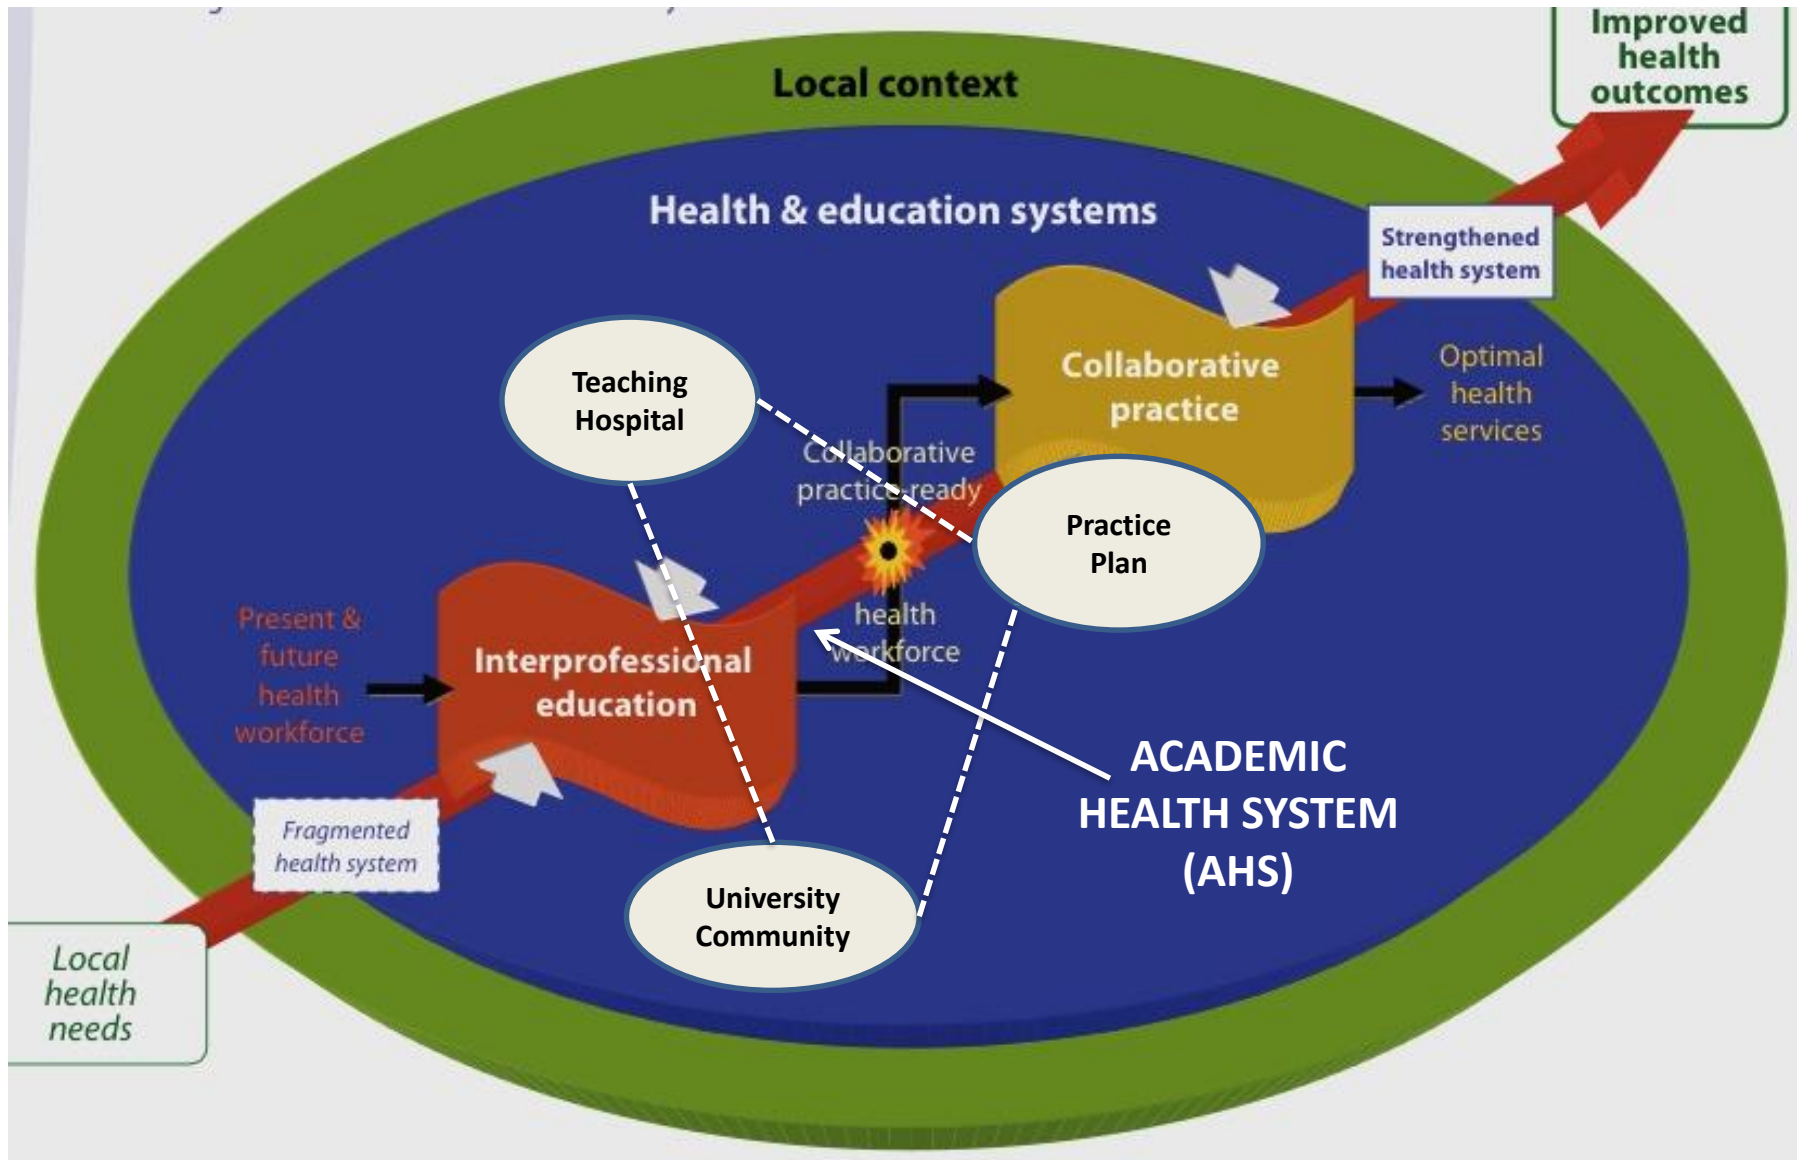 Improved
health
outcomes
Local context
Health & education systems
Strengthened
health system
Teaching
Hospital
Collaborative
practice
Optimal
health
services
Collaborative
practice-ready
Practice
Plan
health
workforce
Present &
future
health
workforce
Interprofessional
education
ACADEMIC
HEALTH SYSTEM
(AHS)
Fragmented
health system
University
Community
Local
health
needs